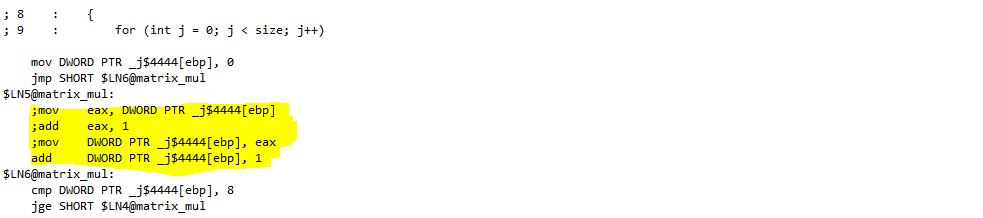 ; 8    :    {
; 9    :        for (int j = 0; j < size; j++)
mov DWORD PTR _j$4444[ebp], 0
jmp SHORT $LN6@matrix_mul
$LN5@matrix_mul:
;mov    eax, DWORD PTR _j$4444[ebp]
;add    eax, 1
;mov    DWORD PTR _j$4444[ebp], eax
add    DWORD PTR _j$4444[ebp], 1
$LN6@matrix_mul:
cmp DWORD PTR _j$4444[ebp], 8
jge SHORT $LN4@matrix_mul